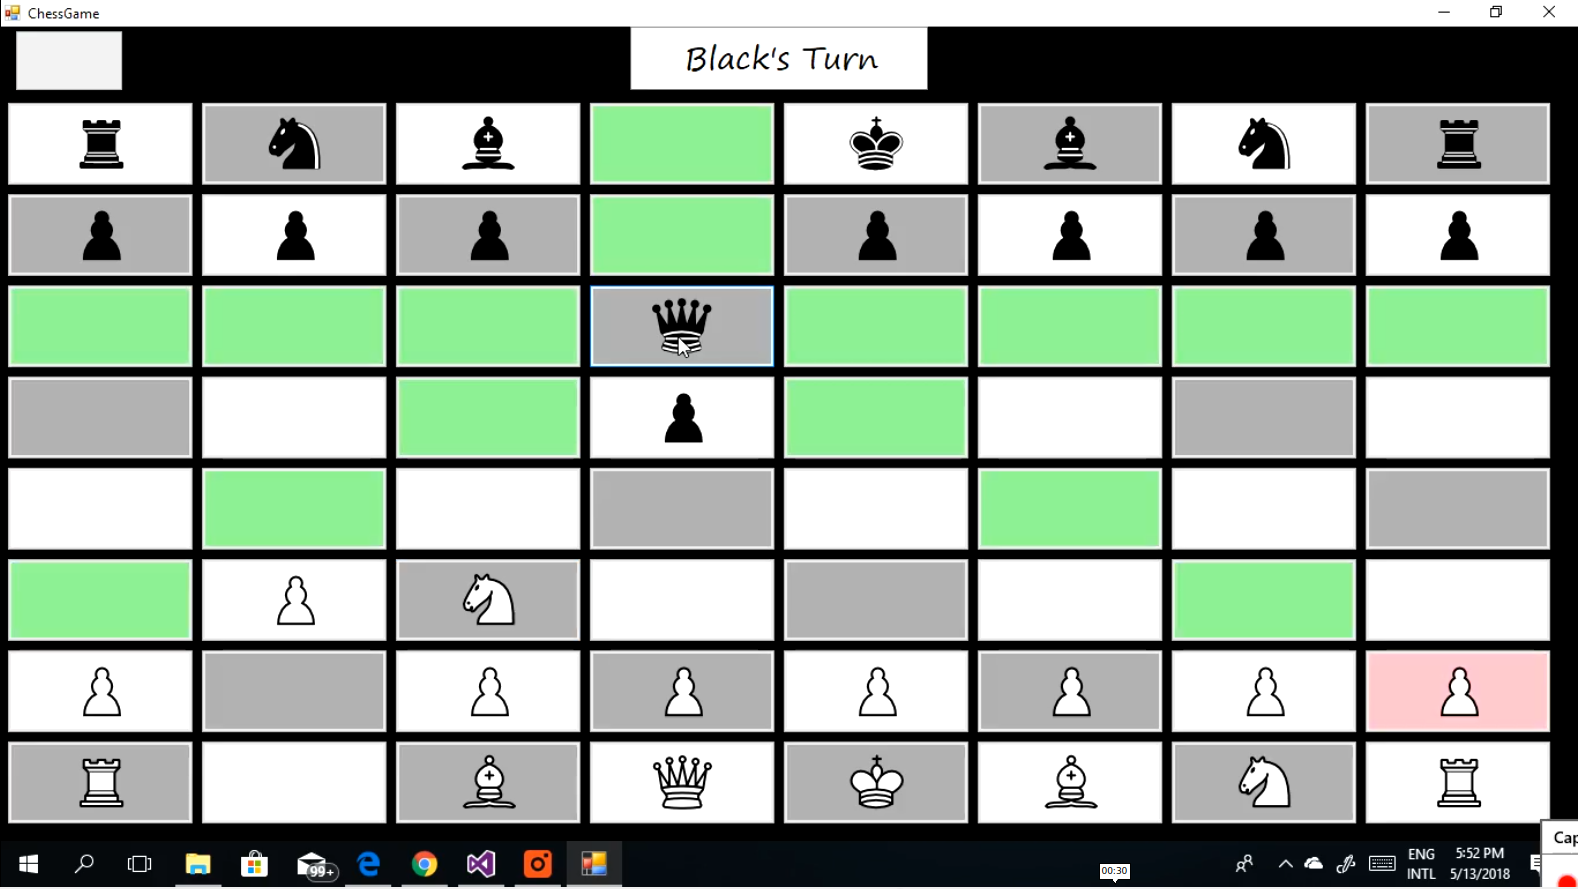 ChessGame
Black's Turn
99+
00:30
ENG
INTL
5:52 PM
5/13/2018
Cap